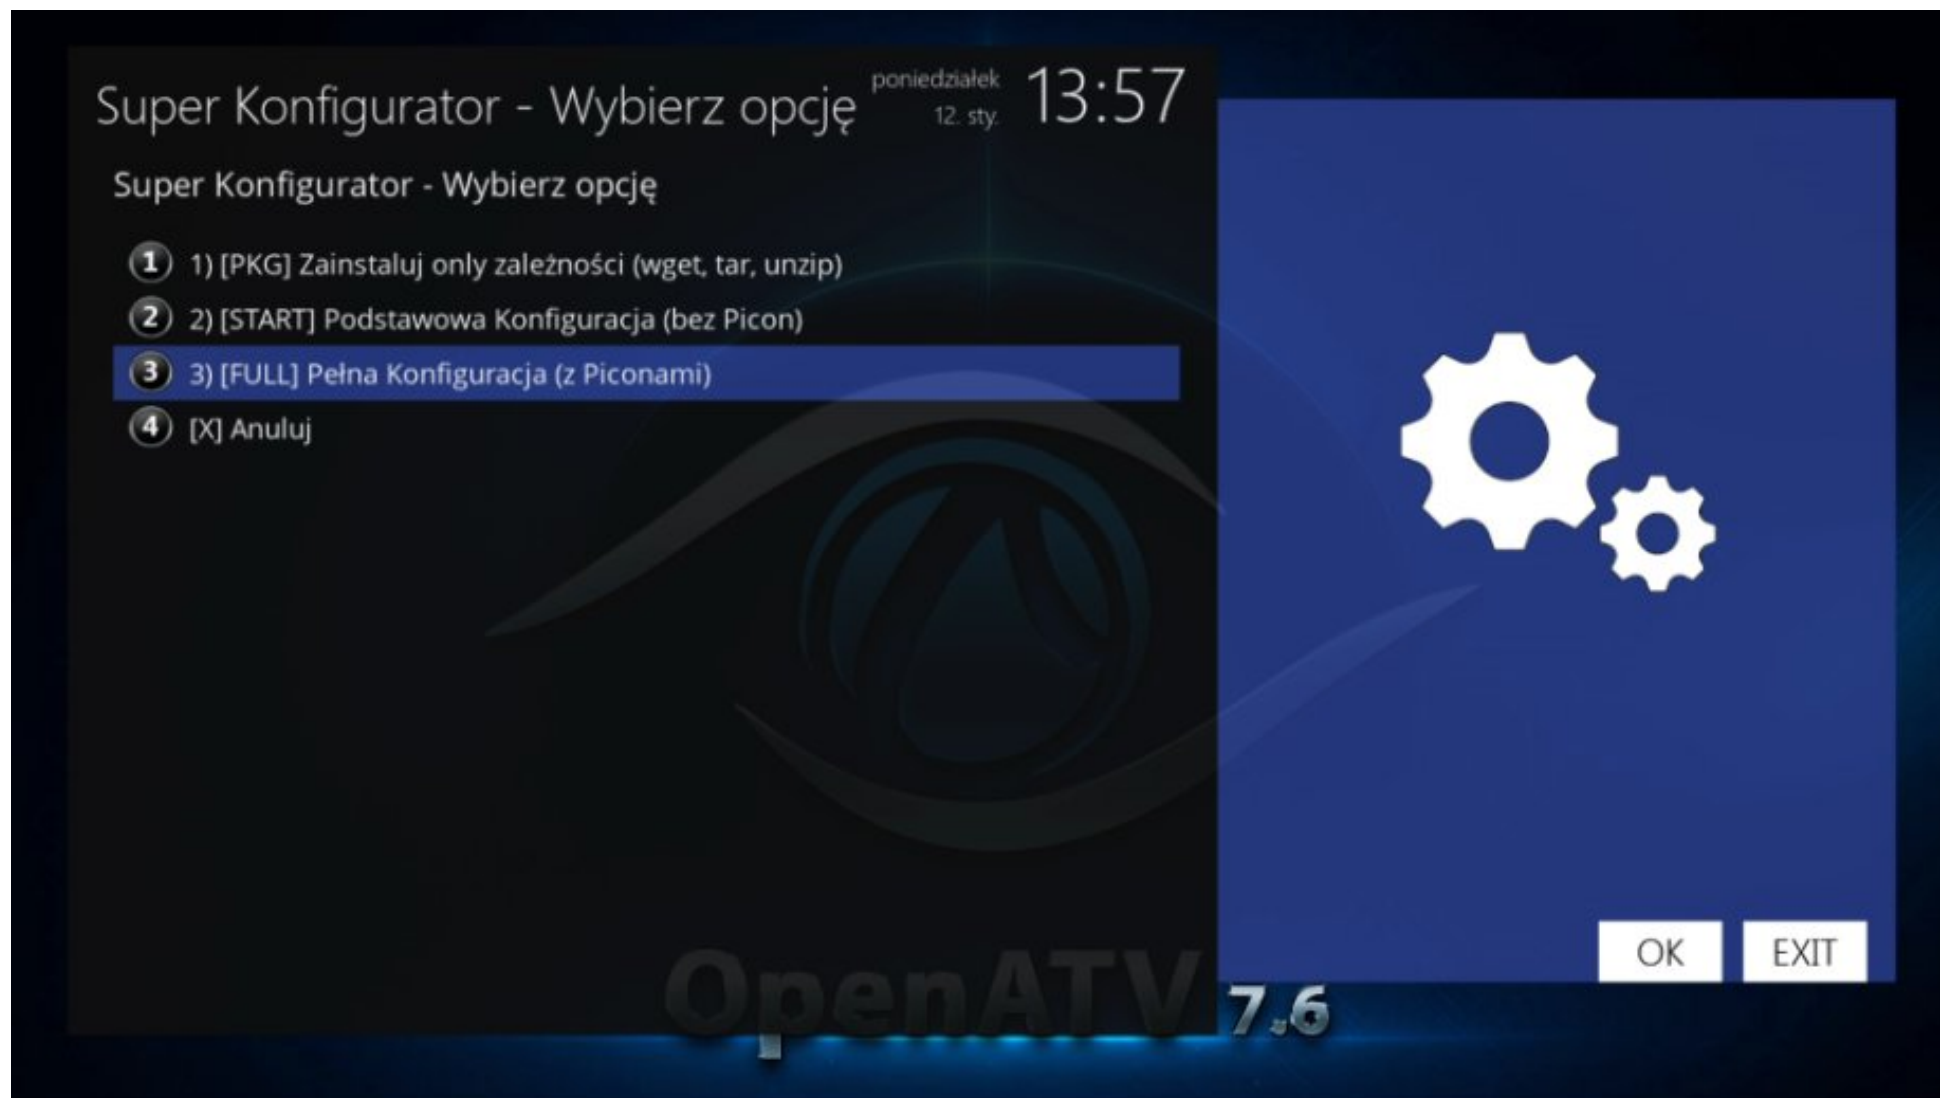 Super Konfigurator - Wybierz opcję
poniedziałek
12. sty.
13:57
Super Konfigurator - Wybierz opcję
1 1) [PKG] Zainstaluj only zależności (wget, tar, unzip)
2 2) [START] Podstawowa Konfiguracja (bez Picon)
3 3) [FULL] Pełna Konfiguracja (z Piconami)
4 [X] Anuluj
OK EXIT
OpenATV 7.6